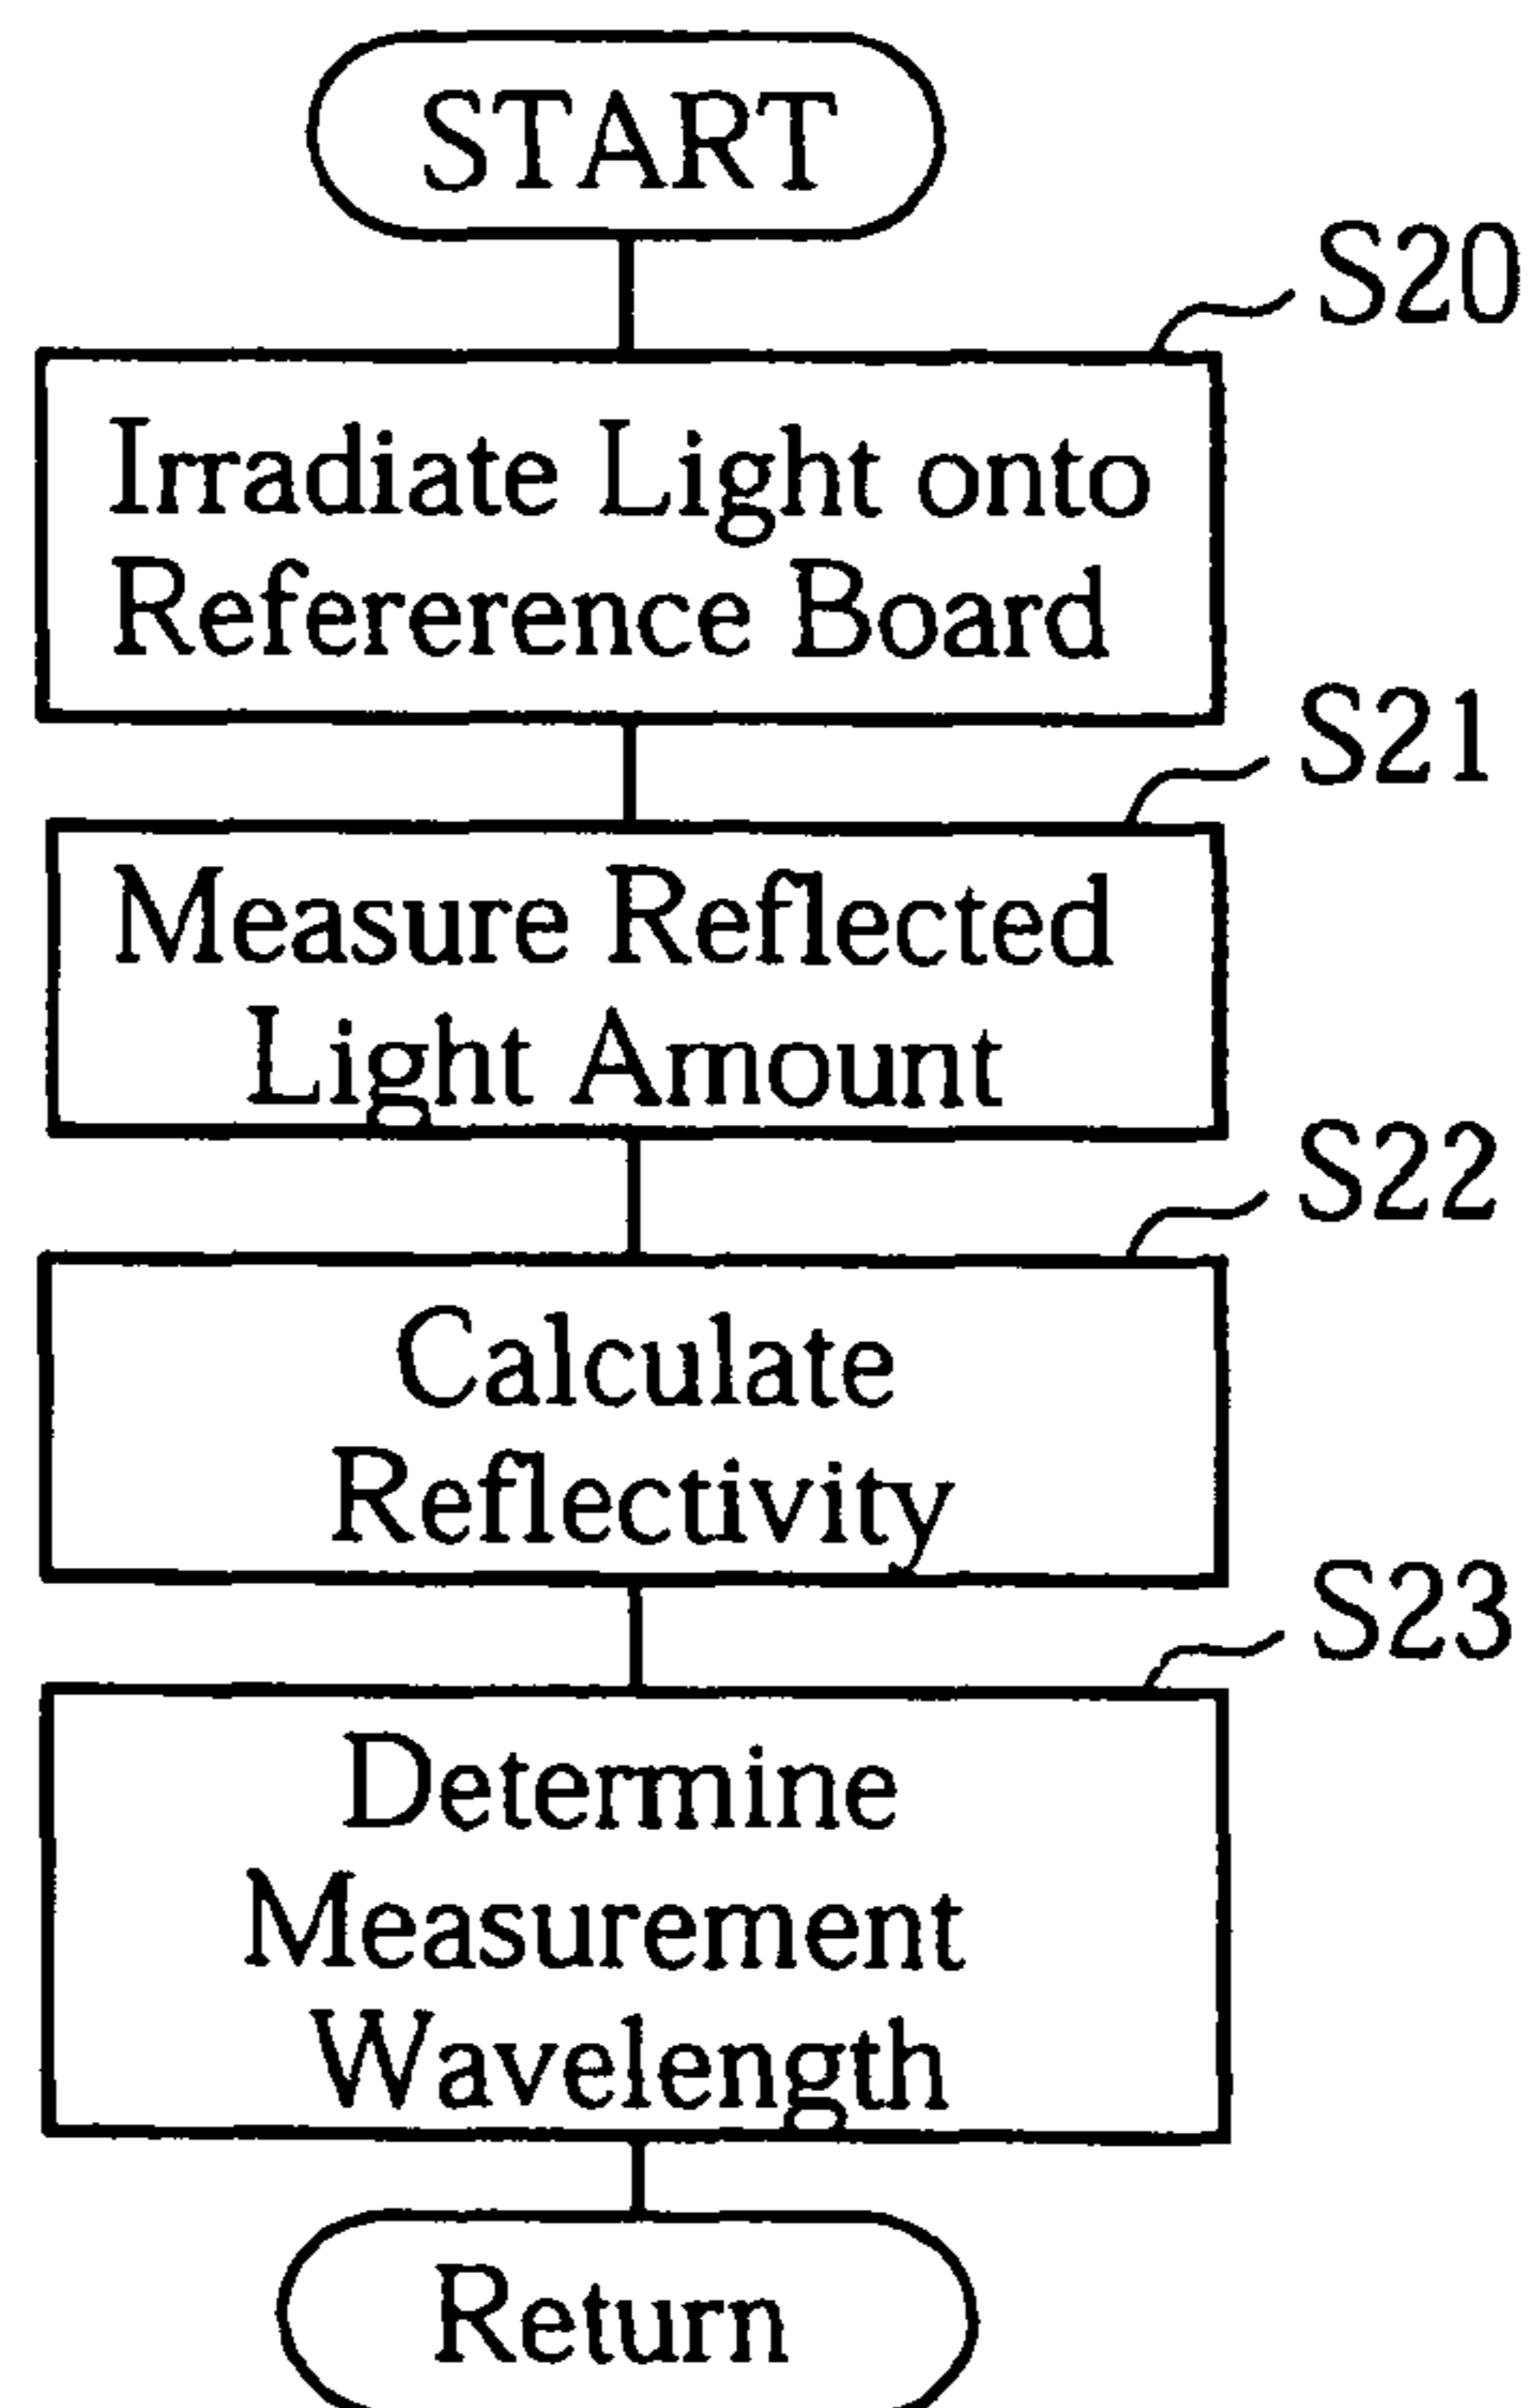 START
S20
Irradiate Light onto
Refererence Board
S21
Measure Reflected
Light Amount
S22
Calculate
Reflectivity
S23
Determine
Measurement
Wavelength
Return